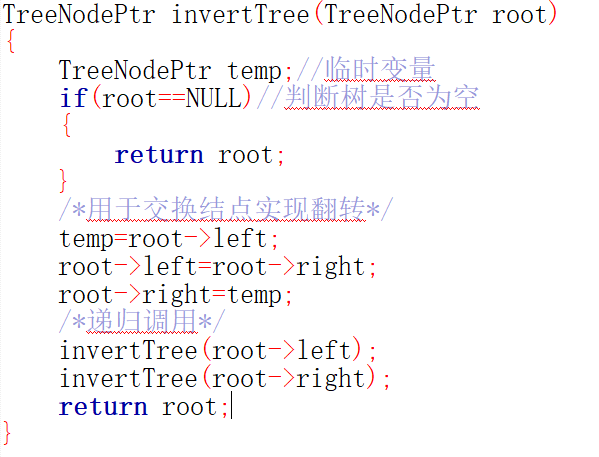 TreeNodePtr invertTree(TreeNodePtr root)
{
    TreeNodePtr temp;//临时变量
    if(root==NULL)//判断树是否为空
    {
        return root;
    }
    /*用于交换结点实现翻转*/
    temp=root->left;
    root->left=root->right;
    root->right=temp;
    /*递归调用*/
    invertTree(root->left);
    invertTree(root->right);
    return root;
}